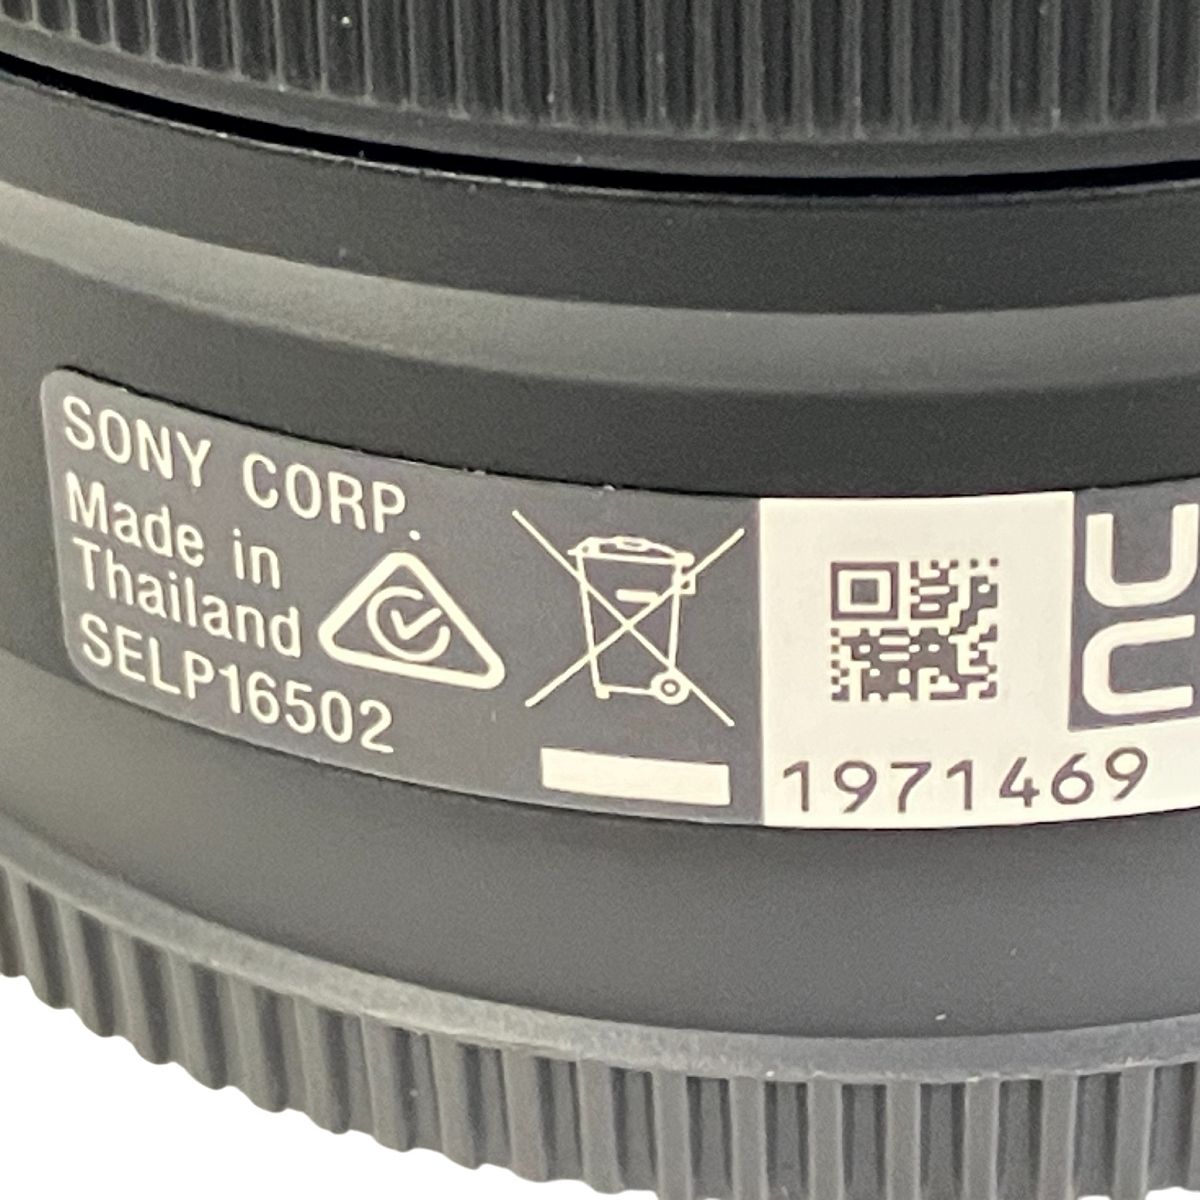 SONY CORP.
Made in
Thailand
SELP16502
1971469